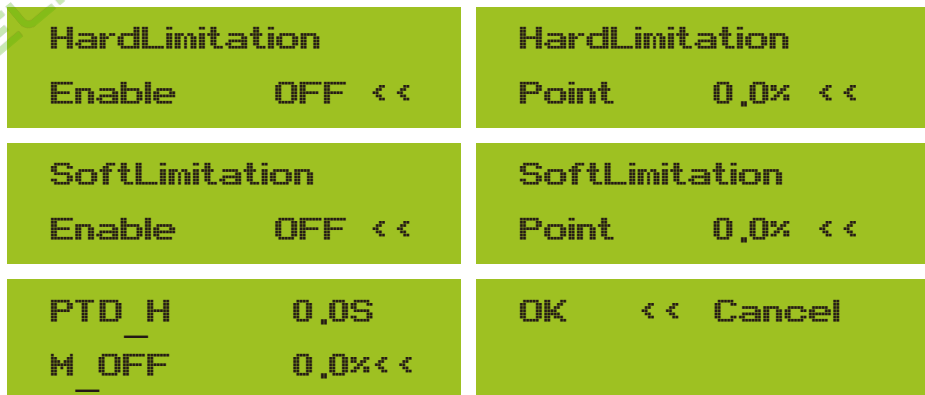 HardLimitation
Enable OFF <<
HardLimitation
Point 0.0% <<
SoftLimitation
Enable OFF <<
SoftLimitation
Point 0.0% <<
PTD_H 0.0S
M_OFF 0.0%<<
OK << Cancel